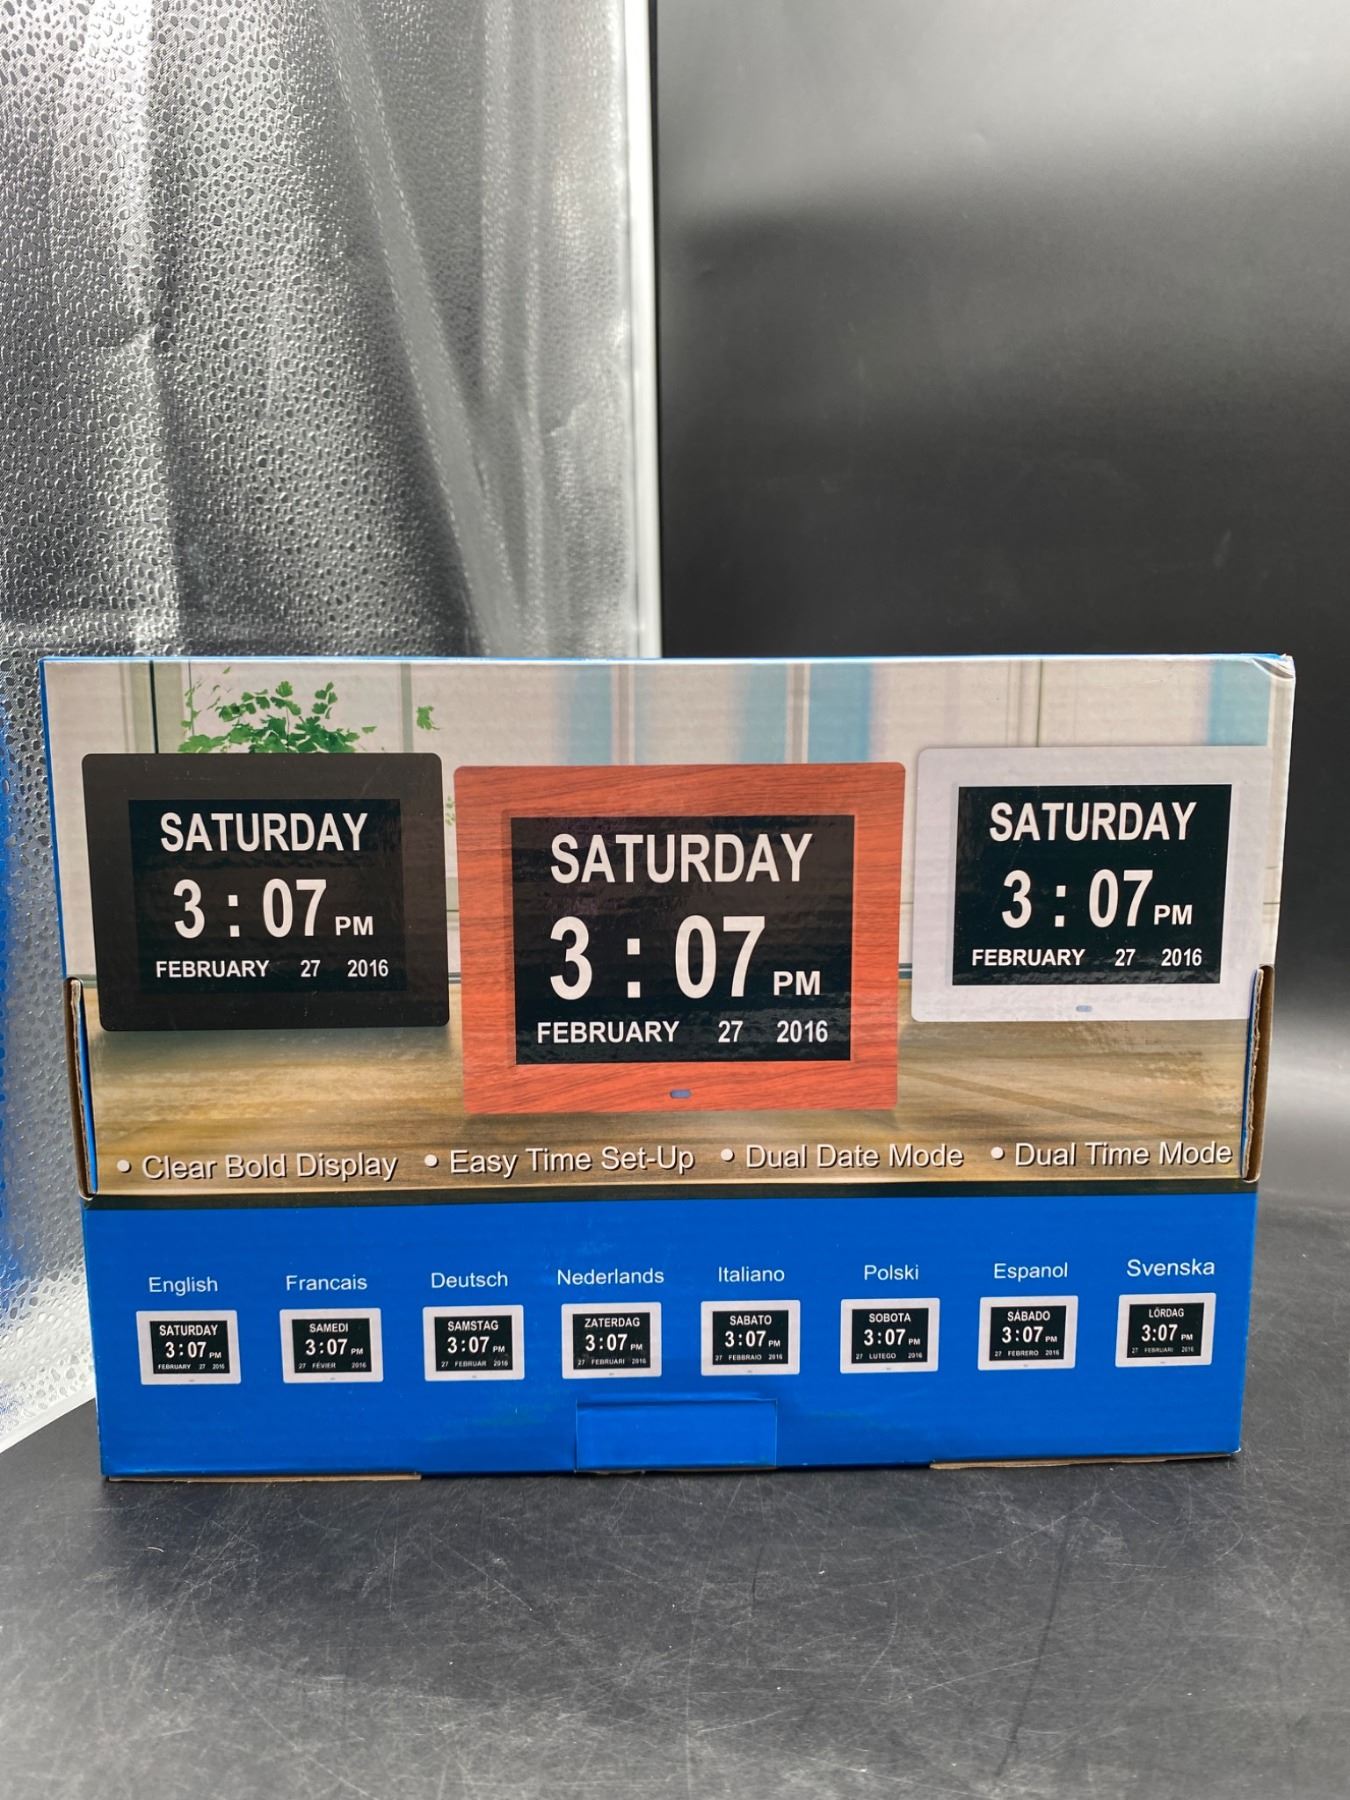 SATURDAY
3 : 07 PM
FEBRUARY 27 2016
SATURDAY
3 : 07 PM
FEBRUARY 27 2016
SATURDAY
3 : 07 PM
FEBRUARY 27 2016
• Clear Bold Display • Easy Time Set-Up • Dual Date Mode • Dual Time Mode
English
SATURDAY
3:07 PM
FEBRUARY 27 2016
Francais
SAMEDI
3:07 PM
27 FÉVIER 2016
Deutsch
SAMSTAG
3:07 PM
27 FEBRUAR 2016
Nederlands
ZATERDAG
3:07 PM
27 FEBRUARI 2016
Italiano
SABATO
3:07 PM
27 FEBBRAIO 2016
Polski
SOBOTA
3:07 PM
27 LUTEGO 2016
Espanol
SÁBADO
3:07 PM
27 FEBRERO 2016
Svenska
LÖRDAG
3:07 PM
27 FEBRUARI 2016